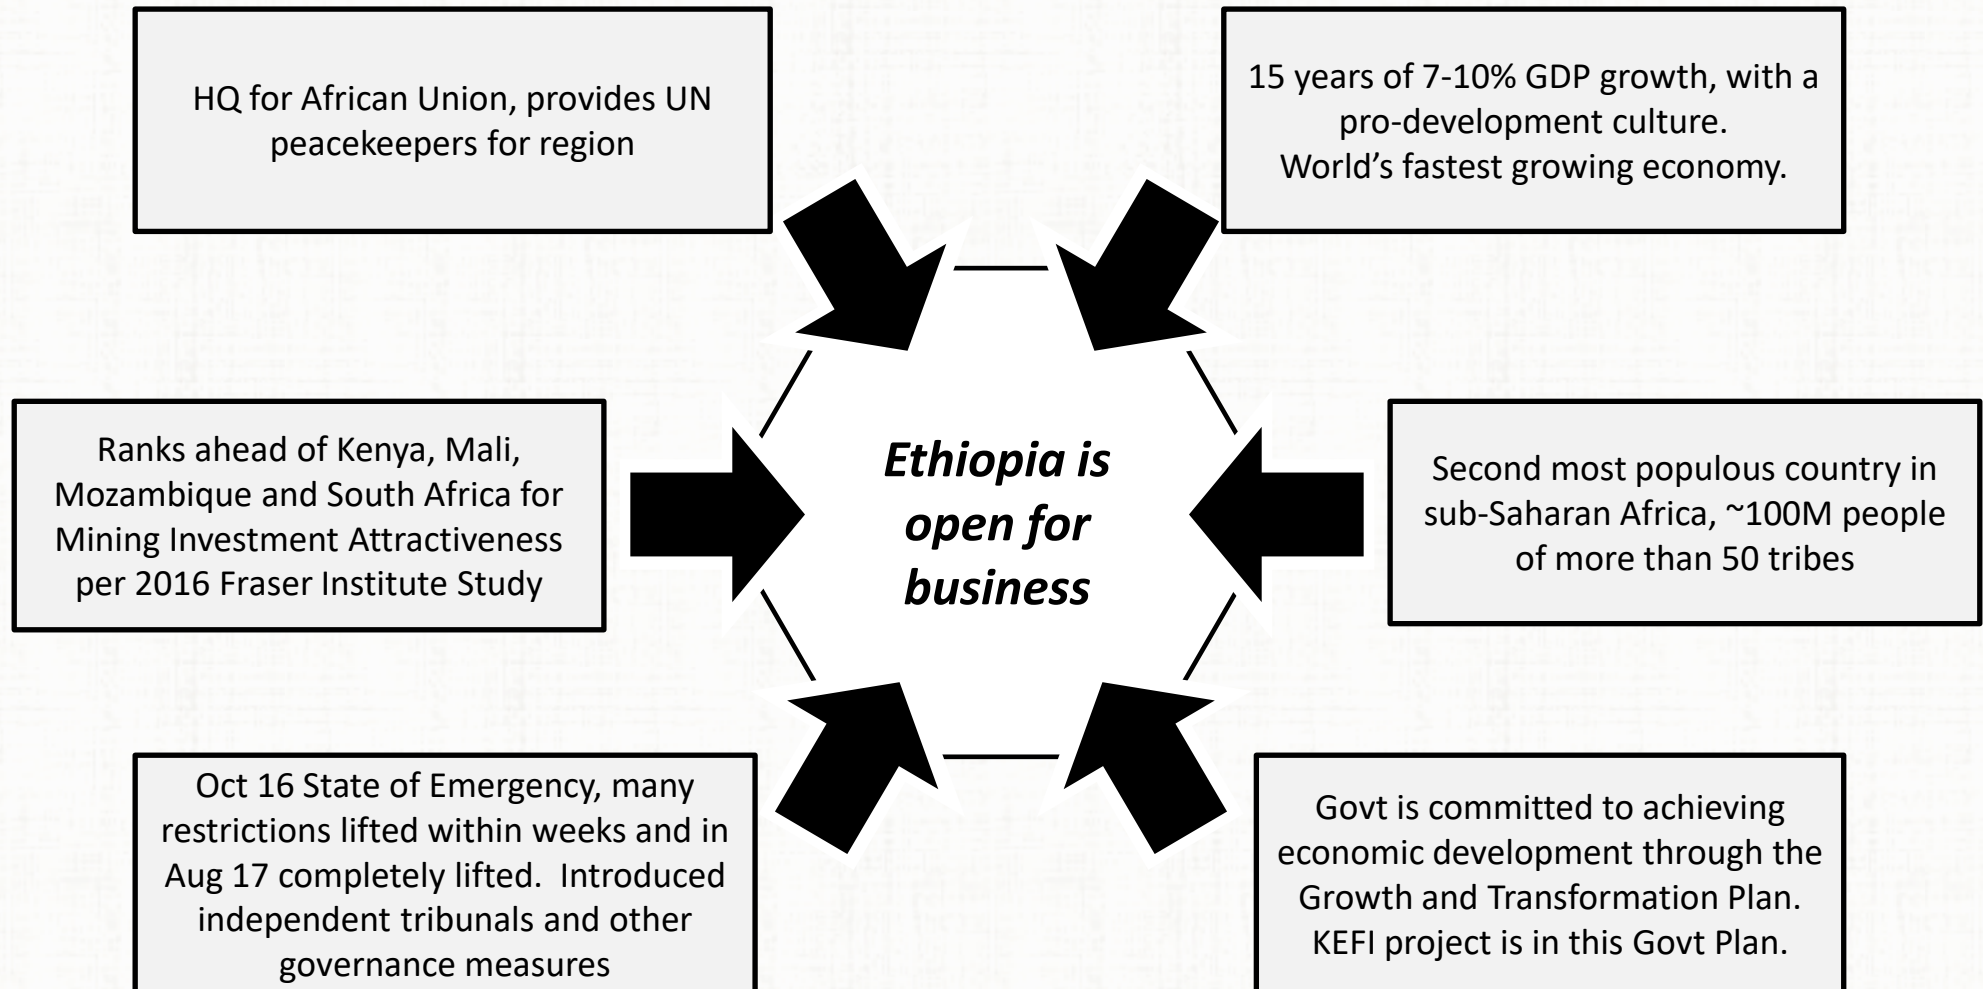 HQ for African Union, provides UN
peacekeepers for region
15 years of 7-10% GDP growth, with a
pro-development culture.
World’s fastest growing economy.
Ranks ahead of Kenya, Mali,
Mozambique and South Africa for
Mining Investment Attractiveness
per 2016 Fraser Institute Study
Ethiopia is
open for
business
Second most populous country in
sub-Saharan Africa, ~100M people
of more than 50 tribes
Oct 16 State of Emergency, many
restrictions lifted within weeks and in
Aug 17 completely lifted.  Introduced
independent tribunals and other
governance measures
Govt is committed to achieving
economic development through the
Growth and Transformation Plan.
KEFI project is in this Govt Plan.